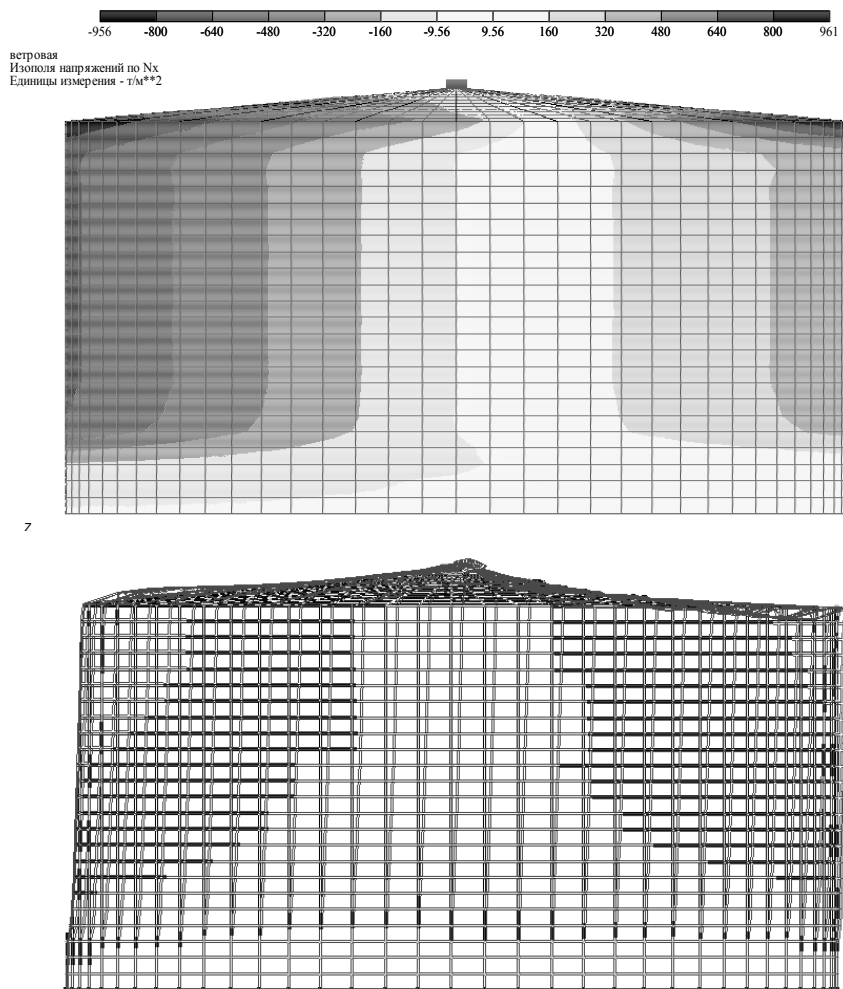 -956 -800 -640 -480 -320 -160 -9.56 9.56 160 320 480 640 800 961
ветровая
Изополя напряжений по Nx
Единицы измерения - т/м**2
7